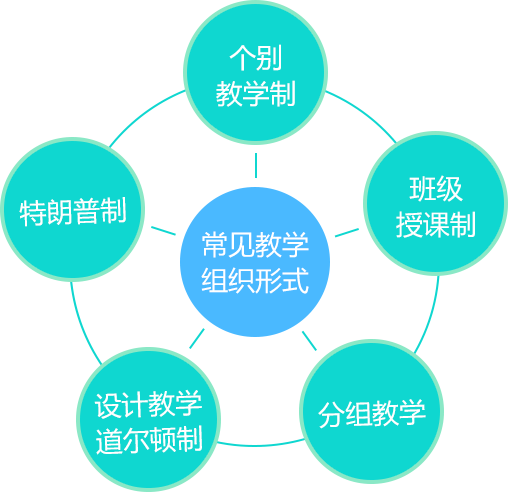 个别
教学制
班级
授课制
特朗普制
常见教学
组织形式
设计教学
道尔顿制
分组教学